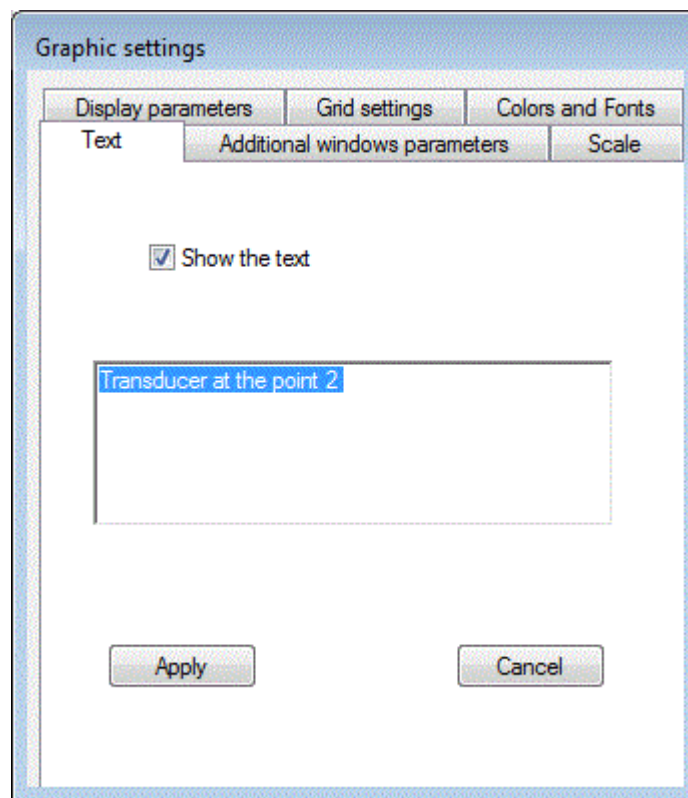 Graphic settings
Display parameters Grid settings Colors and Fonts
Text Additional windows parameters Scale
Show the text
Transducer at the point 2
Apply Cancel